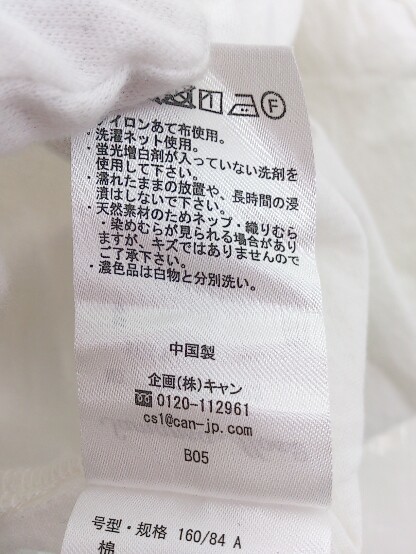 F
・アイロンあて布使用。
・洗濯ネット使用。
・蛍光増白剤が入っていない洗剤を
使用して下さい。
・濡れたままの放置や、長時間の浸
漬はしないで下さい。
・天然素材のためネップ・織りむら
・染めむらが見られる場合があり
ますが、キズではありませんので
ご了承下さい。
・濃色品は白物と分別洗い。
中国製
企画(株)キャン
0120-112961
cs1@can-jp.com
B05
号型・规格 160/84 A
棉